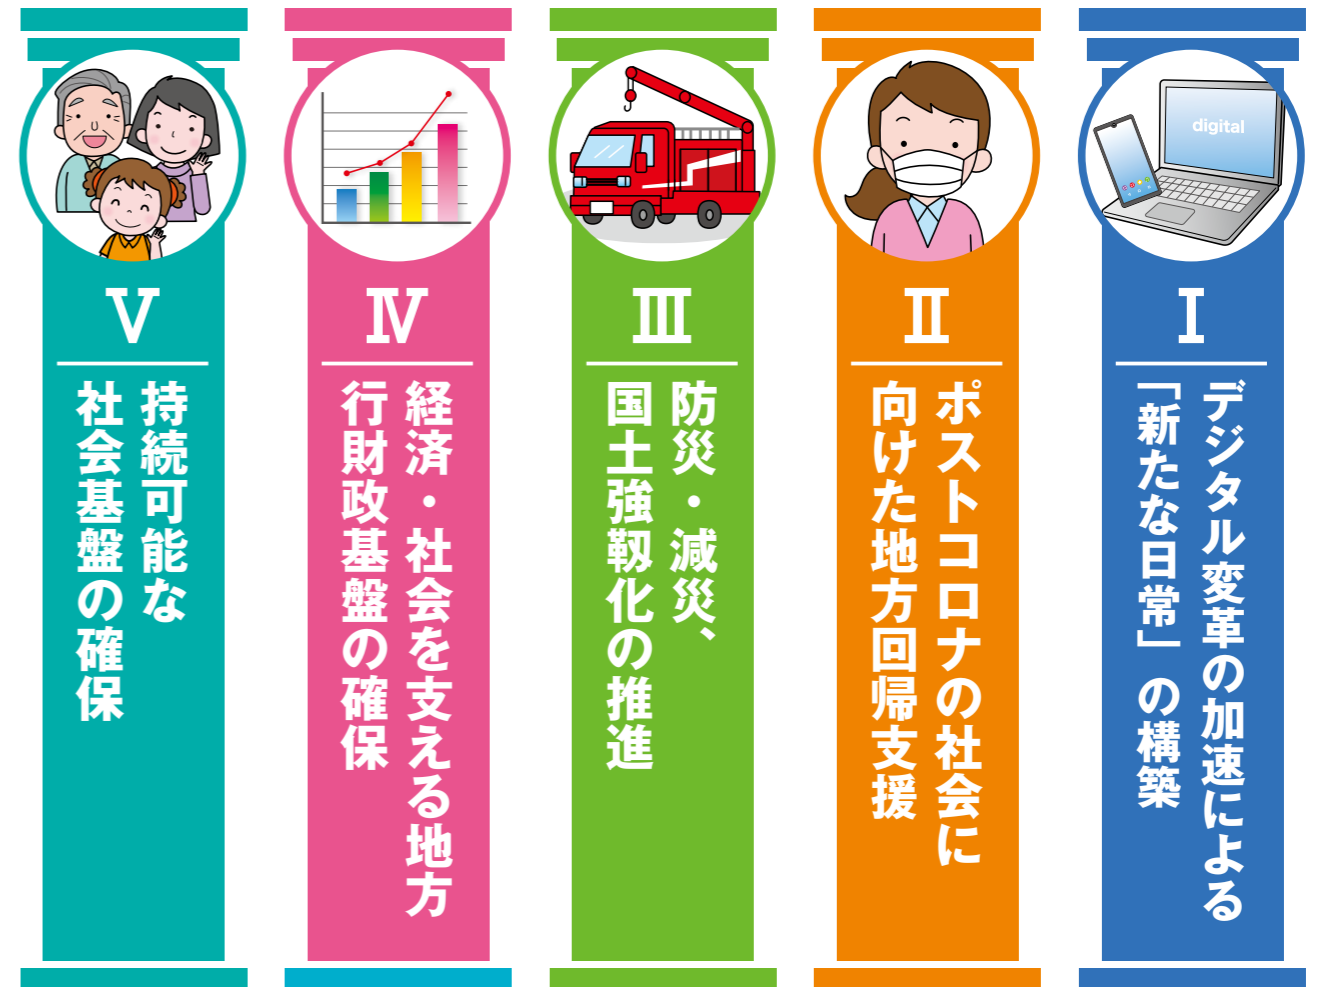 digital
Ⅰ
デジタル変革の加速による
「新たな日常」の構築
Ⅱ
ポストコロナの社会に
向けた地方回帰支援
Ⅲ
防災・減災、
国土強靱化の推進
Ⅳ
経済・社会を支える地方
行財政基盤の確保
Ⅴ
持続可能な
社会基盤の確保